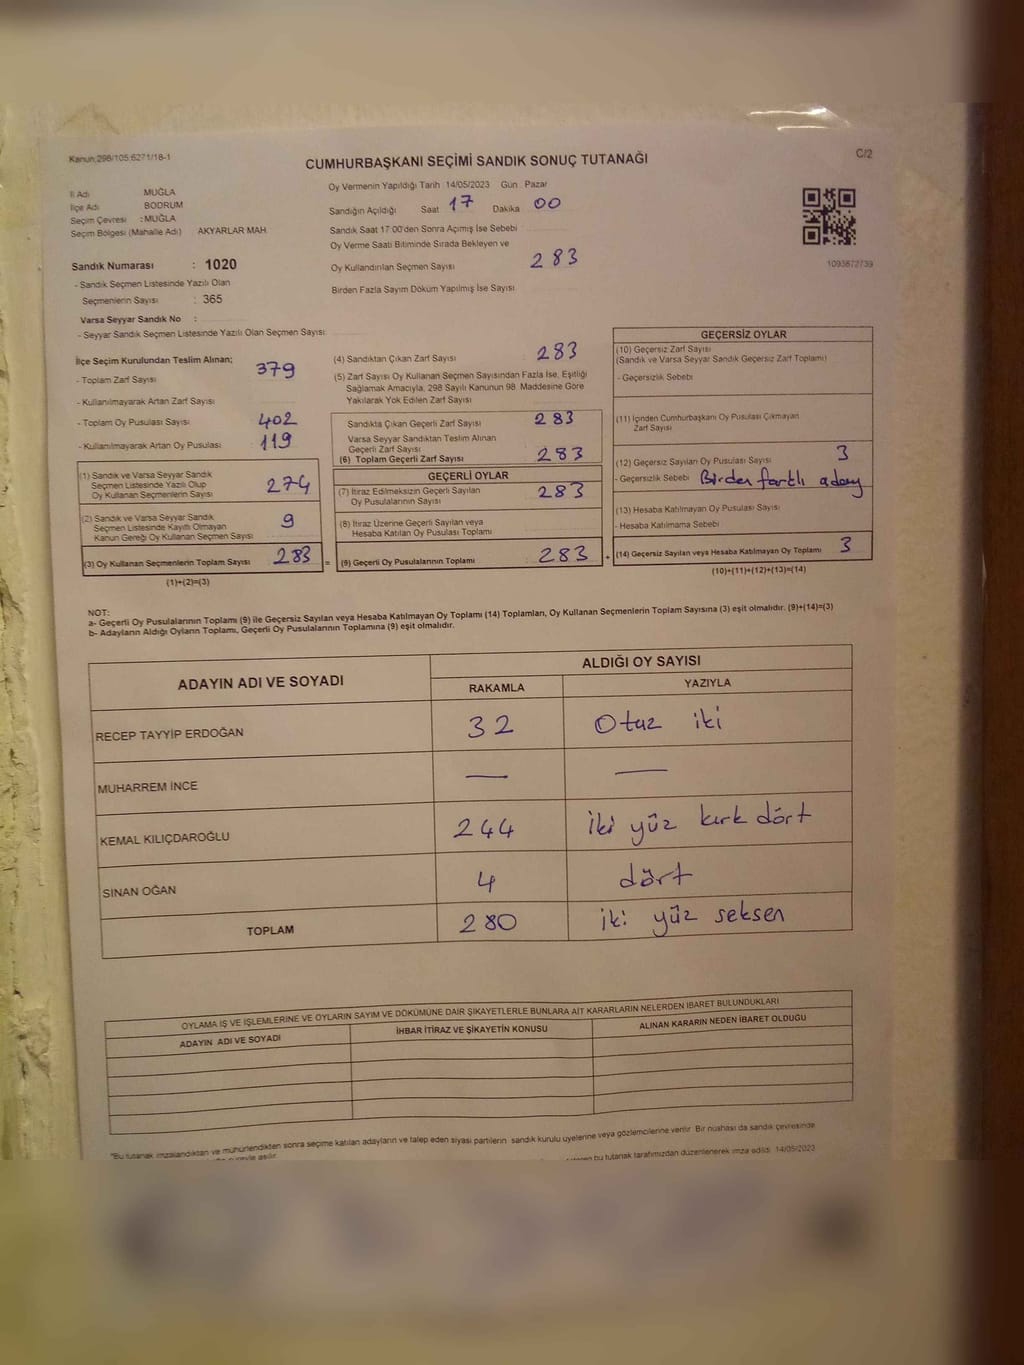 Kanun:298/105:6271/18-1
C/2
CUMHURBAŞKANI SEÇİMİ SANDIK SONUÇ TUTANAĞI
İl Adı MUĞLA
İlçe Adı BODRUM
Seçim Çevresi : MUĞLA
Seçim Bölgesi (Mahalle Adı) AKYARLAR MAH
Oy Vermenin Yapıldığı Tarih 14/05/2023 Gün Pazar
Sandığın Açıldığı Saat 17 Dakika 00
Sandık Saat 17:00'den Sonra Açımış İse Sebebi
Oy Verme Saati Bitiminde Sırada Bekleyen ve
Oy Kullandırılan Seçmen Sayısı 283
Birden Fazla Sayım Döküm Yapılmış İse Sayısı
1093672739
Sandık Numarası : 1020
- Sandık Seçmen Listesinde Yazılı Olan
Seçmenlerin Sayısı : 365
Varsa Seyyar Sandık No :
- Seyyar Sandık Seçmen Listesinde Yazılı Olan Seçmen Sayısı
İlçe Seçim Kurulundan Teslim Alınan;
- Toplam Zarf Sayısı 379
- Kullanılmayarak Artan Zarf Sayısı
- Toplam Oy Pusulası Sayısı 402
- Kullanılmayarak Artan Oy Pusulası 119
(1) Sandık ve Varsa Seyyar Sandık
Seçmen Listesinde Yazılı Olup
Oy Kullanan Seçmenlerin Sayısı 274
(2) Sandık ve Varsa Seyyar Sandık
Seçmen Listesinde Kayıtlı Olmayan
Kanun Gereği Oy Kullanan Seçmen Sayısı 9
(3) Oy Kullanan Seçmenlerin Toplam Sayısı 283
(1)+(2)=(3)
=
(4) Sandıktan Çıkan Zarf Sayısı 283
(5) Zarf Sayısı Oy Kullanan Seçmen Sayısından Fazla İse, Eşitliği
Sağlamak Amacıyla, 298 Sayılı Kanunun 98. Maddesine Göre
Yakılarak Yok Edilen Zarf Sayısı
Sandıkta Çıkan Geçerli Zarf Sayısı 283
Varsa Seyyar Sandıktan Teslim Alınan
Geçerli Zarf Sayısı
(6) Toplam Geçerli Zarf Sayısı 283
GEÇERLİ OYLAR
(7) İtiraz Edilmeksizin Geçerli Sayılan
Oy Pusulalarının Sayısı 283
(8) İtiraz Üzerine Geçerli Sayılan veya
Hesaba Katılan Oy Pusulası Toplamı
(9) Geçerli Oy Pusulalarının Toplamı 283
+
GEÇERSİZ OYLAR
(10) Geçersiz Zarf Sayısı
(Sandık ve Varsa Seyyar Sandık Geçersiz Zarf Toplamı)
- Geçersizlik Sebebi
(11) İçinden Cumhurbaşkanı Oy Pusulası Çıkmayan
Zarf Sayısı
(12) Geçersiz Sayılan Oy Pusulası Sayısı 3
- Geçersizlik Sebebi Birden farklı aday
(13) Hesaba Katılmayan Oy Pusulası Sayısı
- Hesaba Katılmama Sebebi
(14) Geçersiz Sayılan veya Hesaba Katılmayan Oy Toplamı 3
(10)+(11)+(12)+(13)=(14)
NOT:
a- Geçerli Oy Pusulalarının Toplamı (9) ile Geçersiz Sayılan veya Hesaba Katılmayan Oy Toplamı (14) Toplamları, Oy Kullanan Seçmenlerin Toplam Sayısına (3) eşit olmalıdır. (9)+(14)=(3)
b- Adayların Aldığı Oyların Toplamı, Geçerli Oy Pusulalarının Toplamına (9) eşit olmalıdır.
ADAYIN ADI VE SOYADI
ALDIĞI OY SAYISI
RAKAMLA YAZIYLA
RECEP TAYYİP ERDOĞAN 32 Otuz iki
MUHARREM İNCE — —
KEMAL KILIÇDAROĞLU 244 iki yüz kırk dört
SİNAN OĞAN 4 dört
TOPLAM 280 iki yüz seksen
OYLAMA İŞ VE İŞLEMLERİNE VE OYLARIN SAYIM VE DÖKÜMÜNE DAİR ŞİKAYETLERLE BUNLARA AİT KARARLARIN NELERDEN İBARET BULUNDUKLARI
ADAYIN ADI VE SOYADI İHBAR İTİRAZ VE ŞİKAYETİN KONUSU ALINAN KARARIN NEDEN İBARET OLDUĞU
"Bu tutanak imzalandıktan ve mühürlendikten sonra seçime katılan adayların ve talep eden siyasi partilerin sandık kurulu üyelerine veya gözlemcilerine verilir. Bir nüshası da sandık çevresinde
bu tutanak tarafımızdan düzenlenerek imza edildi. 14/05/2023